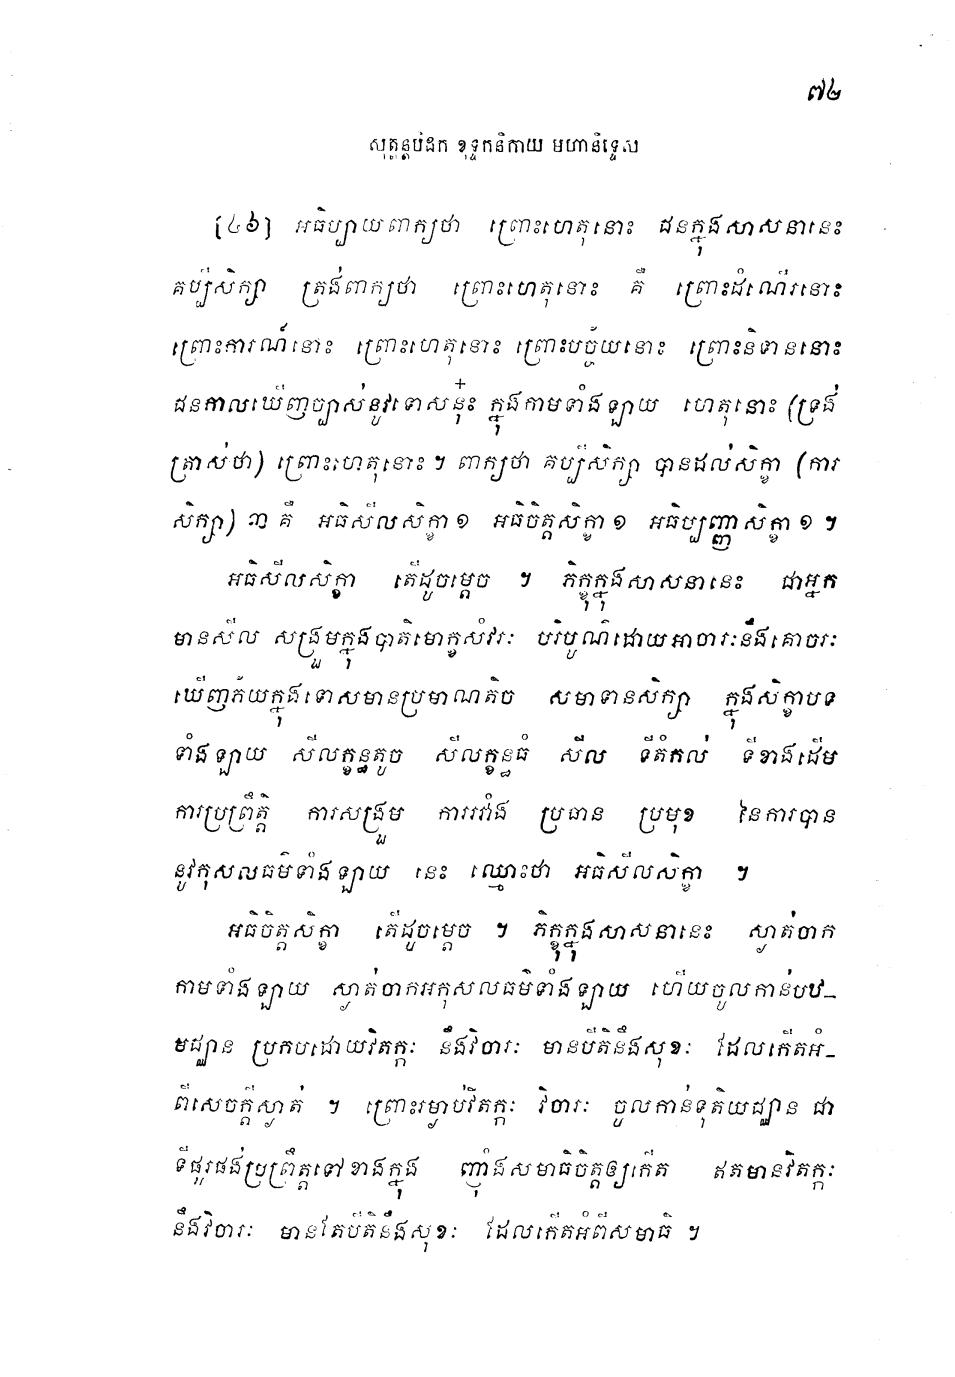 ៧២
សុត្តន្តបិដក ខុទ្ទកនិកាយ មហានិទ្ទេស
[៤៦] អធិប្បាយពាក្យថា ព្រោះហេតុនោះ ជនក្នុងសាសនានេះ
គប្បីសិក្សា ត្រង់ពាក្យថា ព្រោះហេតុនោះ គឺ ព្រោះដំណើរនោះ
ព្រោះការណ៍នោះ ព្រោះហេតុនោះ ព្រោះបច្ច័យនោះ ព្រោះនិទាននោះ
ជនកាលឃើញច្បាស់នូវទោសនុ៎ះ ក្នុងកាមទាំងឡាយ ហេតុនោះ (ទ្រង់
ត្រាស់ថា) ព្រោះហេតុនោះ ។ ពាក្យថា គប្បីសិក្សា បានដល់សិក្ខា (ការ
សិក្សា) ៣ គឺ អធិសីលសិក្ខា ១ អធិចិត្តសិក្ខា ១ អធិប្បញ្ញាសិក្ខា ១ ។
អធិសីលសិក្ខា តើដូចម្តេច ។ ភិក្ខុក្នុងសាសនានេះ ជាអ្នក
មានសីល សង្រួមក្នុងបាតិមោក្ខសំវរៈ បរិបូណ៌ដោយអាចារៈនឹងគោចរៈ
ឃើញភ័យក្នុងទោសមានប្រមាណតិច សមាទានសិក្សា ក្នុងសិក្ខាបទ
ទាំងឡាយ សីលក្ខន្ធតូច សីលក្ខន្ធធំ សីល ទីតំកល់ ទីខាងដើម
ការប្រព្រឹត្តិ ការសង្រួម ការរវាំង ប្រធាន ប្រមុខ នៃការបាន
នូវកុសលធម៌ទាំងឡាយ នេះ ឈ្មោះថា អធិសីលសិក្ខា ។
អធិចិត្តសិក្ខា តើដូចម្តេច ។ ភិក្ខុក្នុងសាសនានេះ ស្ងាត់ចាក
កាមទាំងឡាយ ស្ងាត់ចាកអកុសលធម៌ទាំងឡាយ ហើយចូលកាន់បឋ-
មជ្ឈាន ប្រកបដោយវិតក្កៈ នឹងវិចារៈ មានបីតិនឹងសុខៈ ដែលកើតអំ-
ពីសេចក្តីស្ងាត់ ។ ព្រោះរម្ងាប់វិតក្កៈ វិចារៈ ចូលកាន់ទុតិយជ្ឈាន ជា
ទីផូរផង់ប្រព្រឹត្តទៅខាងក្នុង ញ៉ាំងសមាធិចិត្តឲ្យកើត ឥតមានវិតក្កៈ
នឹងវិចារៈ មានតែបីតិនឹងសុខៈ ដែលកើតអំពីសមាធិ ។